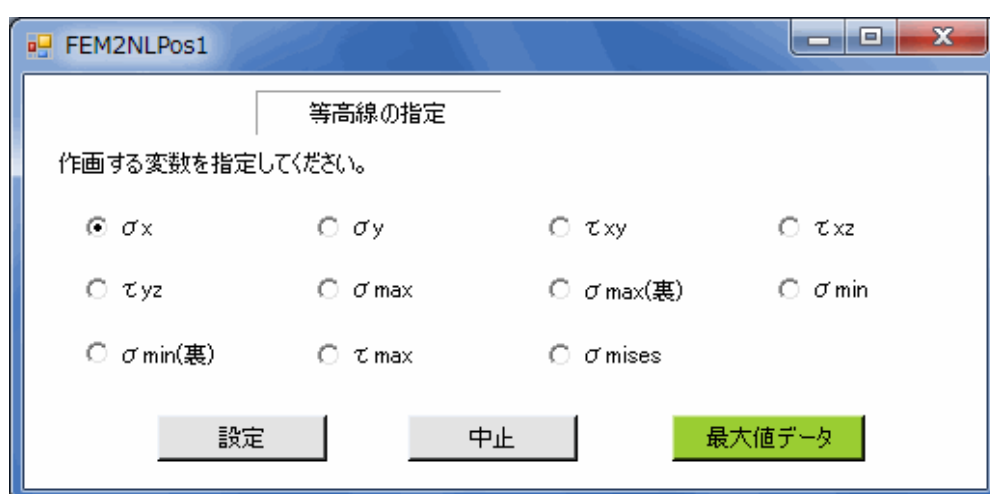 FEM2NLPos1
等高線の指定
作画する変数を指定してください。
σx σy τxy τxz
τyz σmax σmax(裏) σmin
σmin(裏) τmax σmises
設定 中止 最大値データ